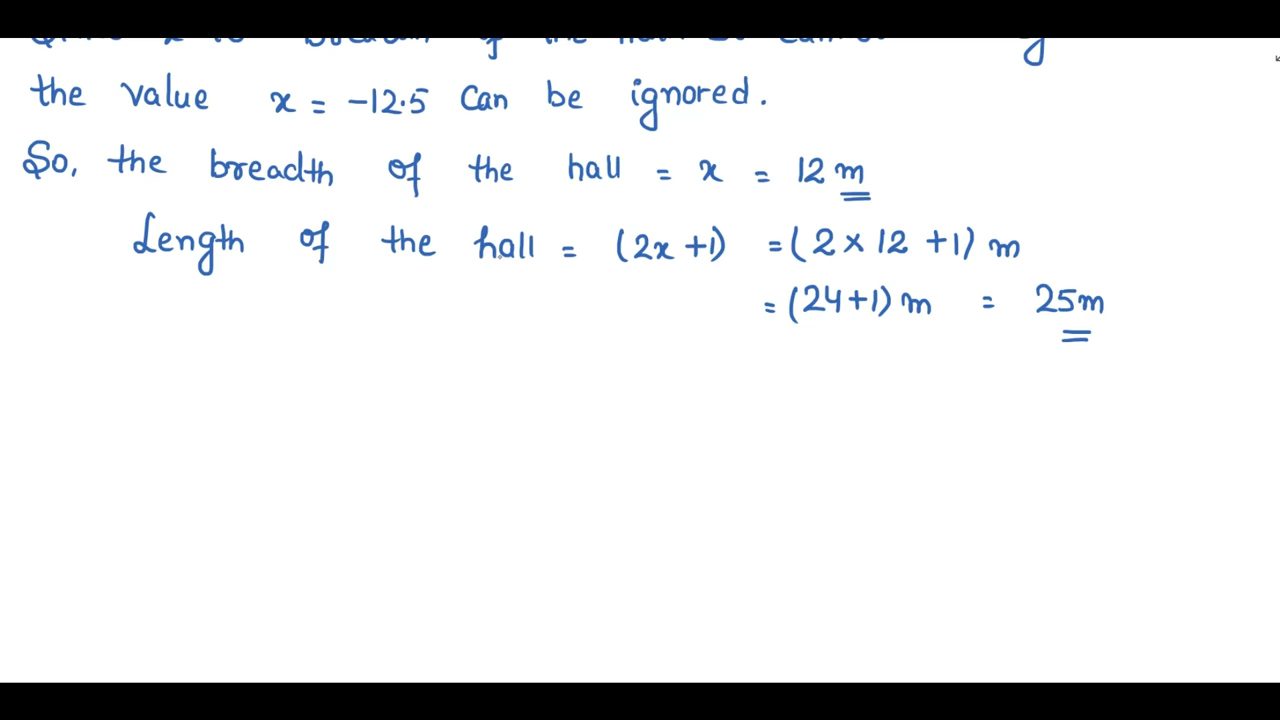 the value x = -12.5 can be ignored.
So, the breadth of the hall = x = 12 m
Length of the hall = (2x +1) = (2 × 12 +1) m
= (24+1) m = 25m